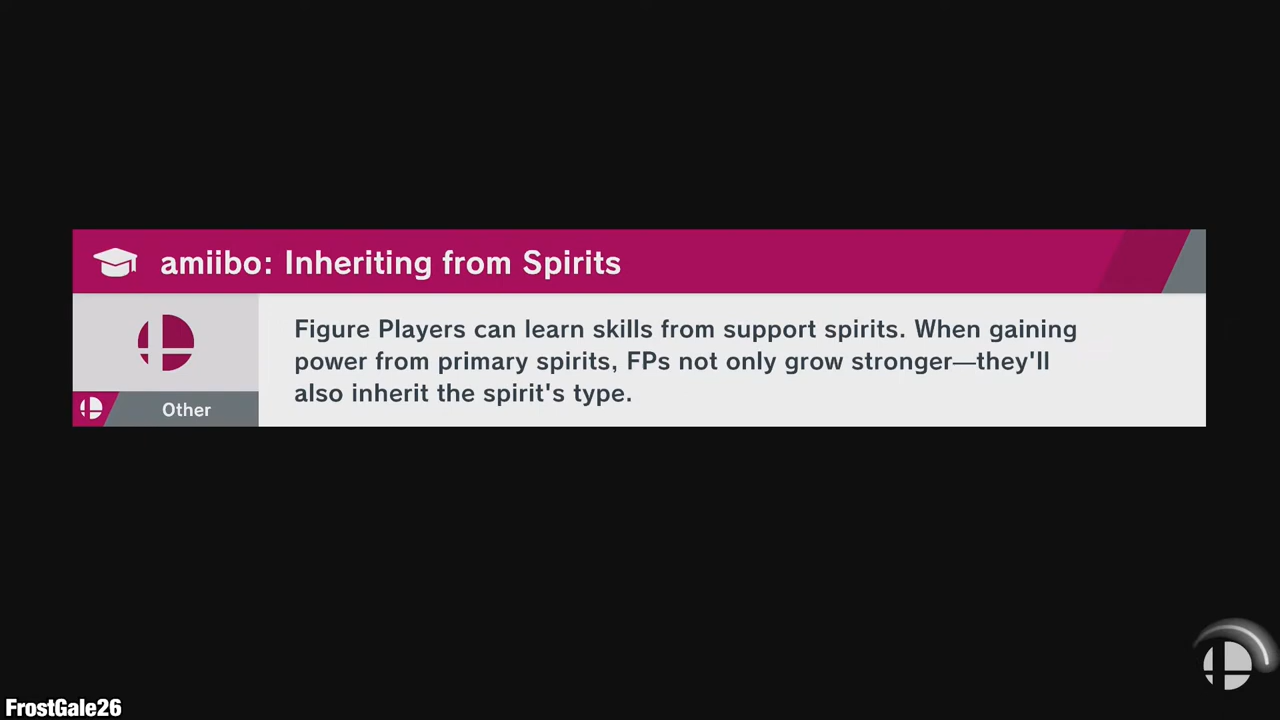 amiibo: Inheriting from Spirits
Figure Players can learn skills from support spirits. When gaining
power from primary spirits, FPs not only grow stronger—they'll
also inherit the spirit's type.
Other
FrostGale26